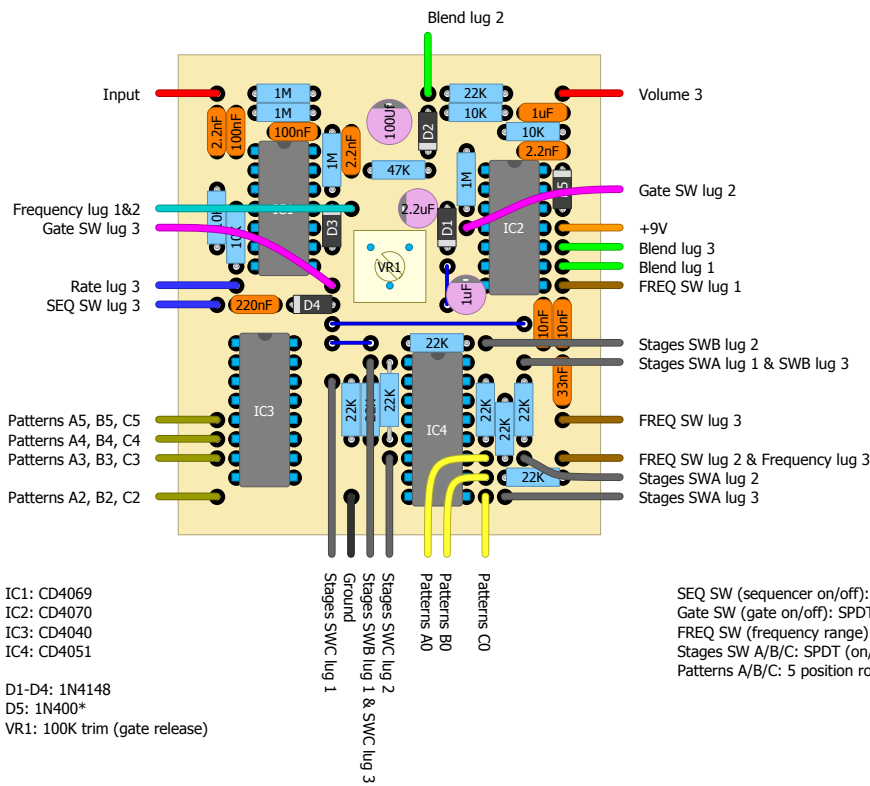 Blend lug 2
Input
1M
22K
Volume 3
1M
100uf
10K
1uF
2.2nF
100nF
100nF
D2
10K
1M
2.2nF
2.2nF
47K
1M
Gate SW lug 2
Frequency lug 1&2
10K
IC1
2.2uF
5
Gate SW lug 3
10K
D3
D1
IC2
+9V
Blend lug 3
VR1
Blend lug 1
Rate lug 3
1uF
FREQ SW lug 1
SEQ SW lug 3
220nF
D4
10nF
10nF
22K
Stages SWB lug 2
Stages SWA lug 1 & SWB lug 3
33nF
IC3
22K
22K
22K
IC4
22K
22K
22K
Patterns A5, B5, C5
FREQ SW lug 3
Patterns A4, B4, C4
Patterns A3, B3, C3
FREQ SW lug 2 & Frequency lug 3
22K
Stages SWA lug 2
Patterns A2, B2, C2
Stages SWA lug 3
Stages SWC lug 1
Ground
Stages SWB lug 1 & SWC lug 3
Stages SWC lug 2
Patterns A0
Patterns B0
Patterns C0
IC1: CD4069
IC2: CD4070
IC3: CD4040
IC4: CD4051
D1-D4: 1N4148
D5: 1N400*
VR1: 100K trim (gate release)
SEQ SW (sequencer on/off):
Gate SW (gate on/off): SPDT
FREQ SW (frequency range)
Stages SW A/B/C: SPDT (on/
Patterns A/B/C: 5 position ro